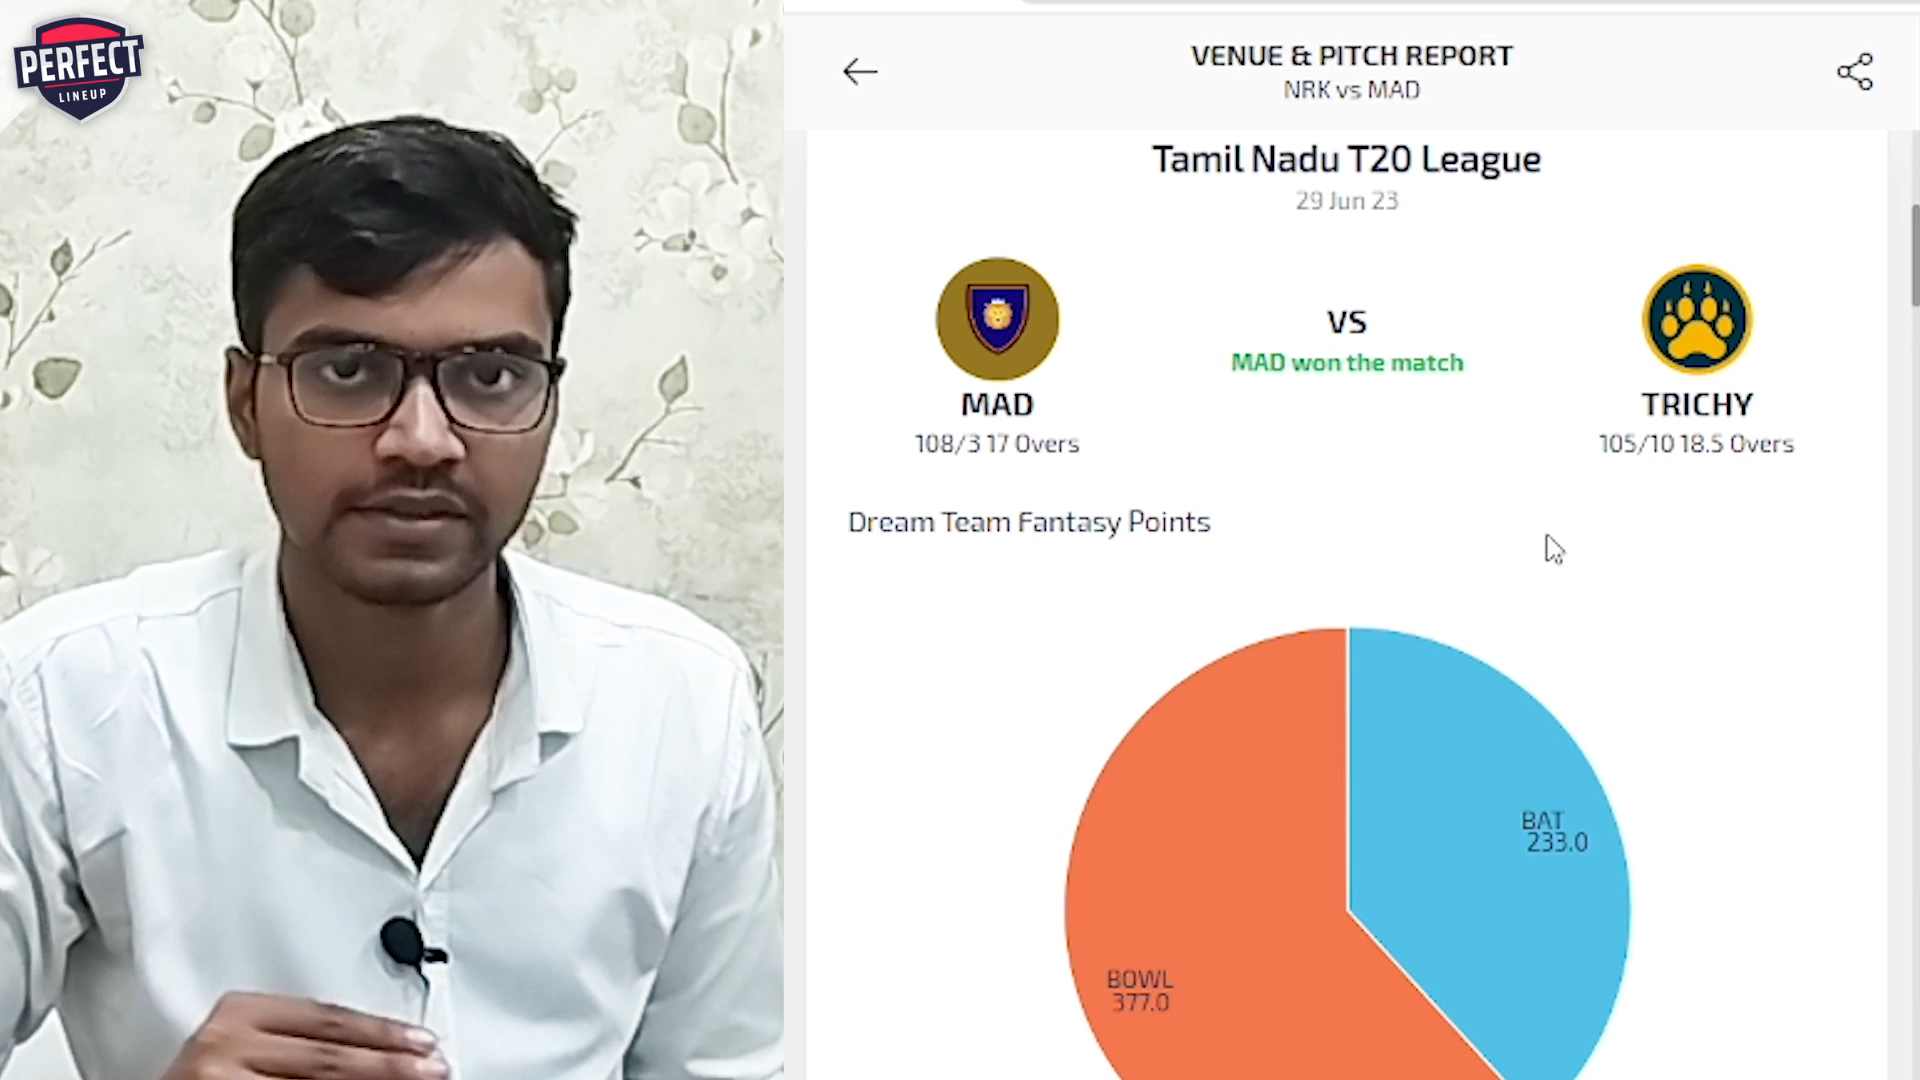 PERFECT
LINEUP
VENUE & PITCH REPORT
NRK vs MAD
Tamil Nadu T20 League
29 Jun 23
VS
MAD won the match
MAD
108/3 17 Overs
TRICHY
105/10 18.5 Overs
Dream Team Fantasy Points
BAT
233.0
BOWL
377.0